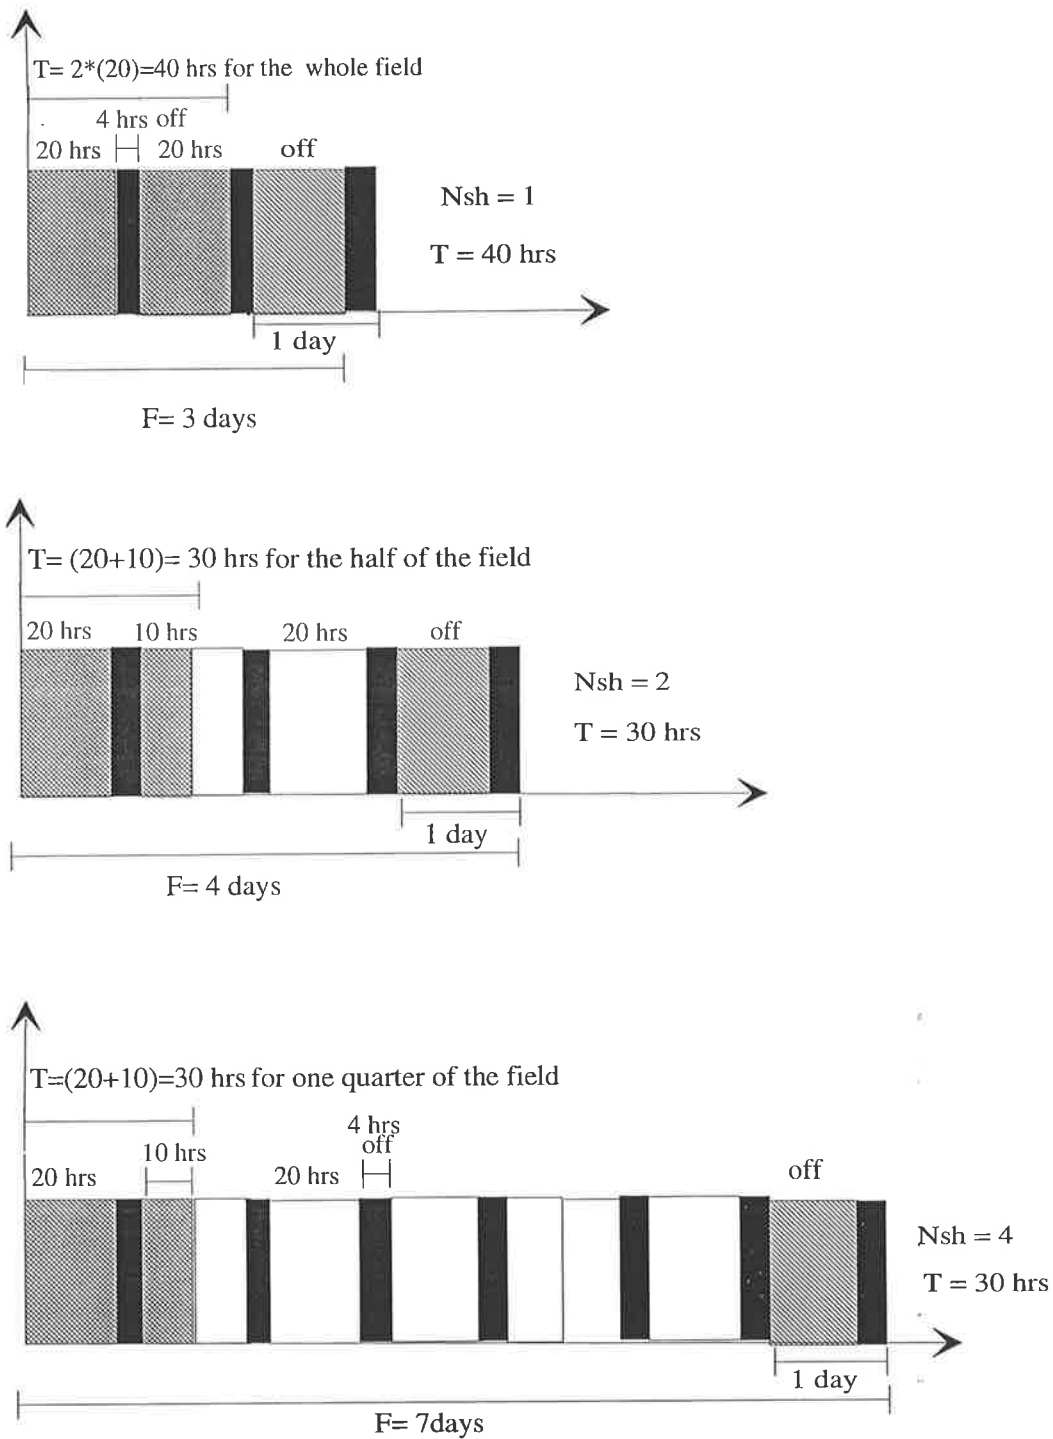 T= 2*(20)=40 hrs for the whole field
4 hrs off
20 hrs 20 hrs off
Nsh = 1
T = 40 hrs
1 day
F= 3 days
T= (20+10)= 30 hrs for the half of the field
20 hrs 10 hrs 20 hrs off
Nsh = 2
T = 30 hrs
1 day
F= 4 days
T=(20+10)=30 hrs for one quarter of the field
4 hrs
off
10 hrs
20 hrs 20 hrs off
Nsh = 4
T = 30 hrs
1 day
F= 7days